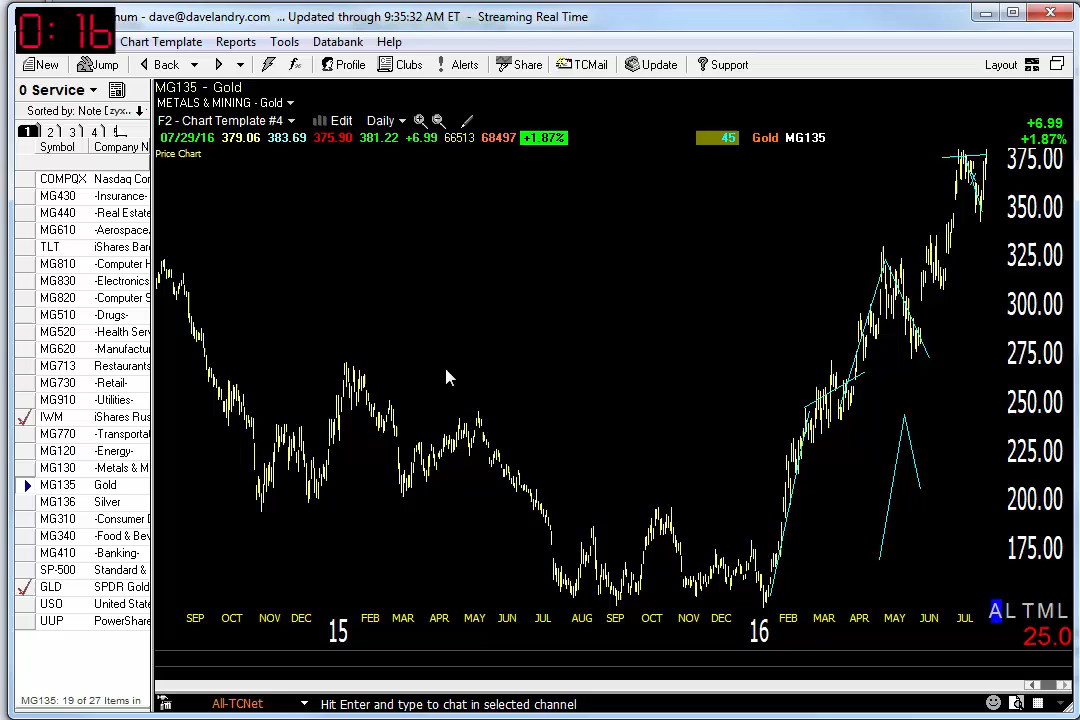 0:16
num - dave@davelandry.com ... Updated through 9:35:32 AM ET - Streaming Real Time
Chart Template Reports Tools Databank Help
New Jump Back Profile Clubs Alerts Share TCMail Update Support Layout
0 Service
Sorted by: Note [zyx..
1 2 3 4
Symbol Company N
COMPQX Nasdaq Cor
MG430 -Insurance-
MG440 -Real Estate
MG610 -Aerospace.
TLT iShares Barc
MG810 -Computer H
MG830 -Electronics
MG820 -Computer S
MG510 -Drugs-
MG520 -Health Serv
MG620 -Manufactu
MG713 Restaurants
MG730 -Retail-
MG910 -Utilities-
IWM iShares Rus
MG770 -Transporta
MG120 -Energy-
MG130 -Metals & M
MG135 Gold
MG136 Silver
MG310 -Consumer D
MG340 -Food & Bev
MG410 -Banking-
SP-500 Standard &
GLD SPDR Gold
USO United State
UUP PowerShare
MG135: 19 of 27 Items in
MG135 - Gold
METALS & MINING - Gold
F2 - Chart Template #4 Edit Daily
07/29/16 379.06 383.69 375.90 381.22 +6.99 66513 68497 +1.87% 45 Gold MG135
+6.99
+1.87%
Price Chart
375.00
350.00
325.00
300.00
275.00
250.00
225.00
200.00
175.00
SEP OCT NOV DEC 15 FEB MAR APR MAY JUN JUL AUG SEP OCT NOV DEC 16 FEB MAR APR MAY JUN JUL
A L T M L
25.0
All-TCNet Hit Enter and type to chat in selected channel